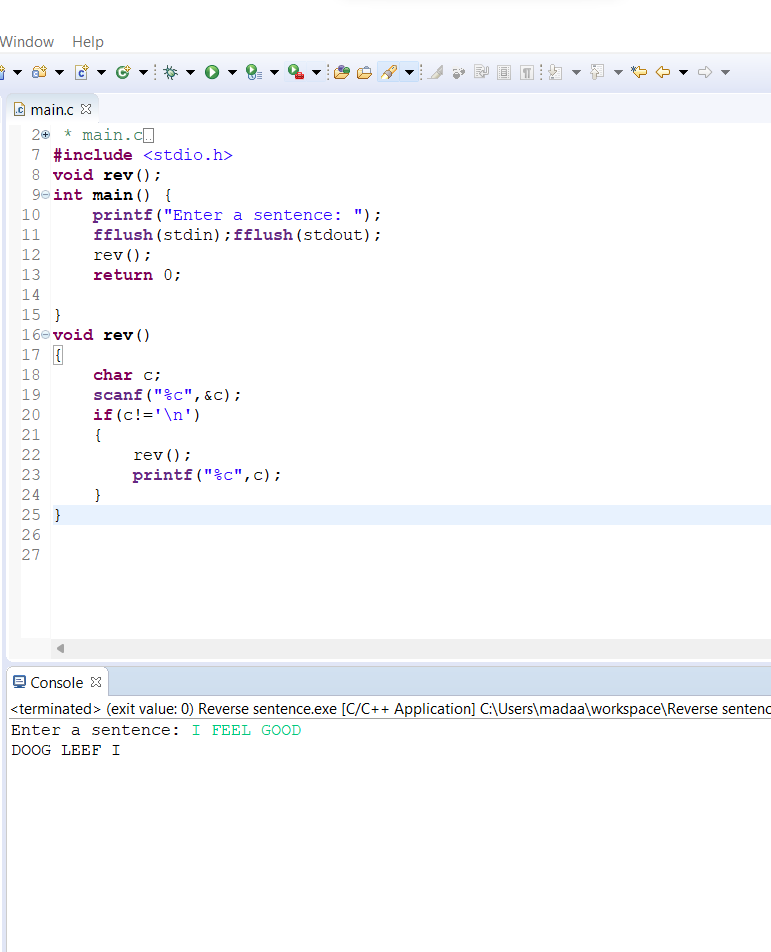 Window Help
main.c
2 * main.c
7 #include <stdio.h>
8 void rev();
9 int main() {
10     printf("Enter a sentence: ");
11     fflush(stdin);fflush(stdout);
12     rev();
13     return 0;
14
15 }
16 void rev()
17 {
18     char c;
19     scanf("%c",&c);
20     if(c!='\n')
21     {
22         rev();
23         printf("%c",c);
24     }
25 }
26
27
Console
<terminated> (exit value: 0) Reverse sentence.exe [C/C++ Application] C:\Users\madaa\workspace\Reverse sentenc
Enter a sentence: I FEEL GOOD
DOOG LEEF I